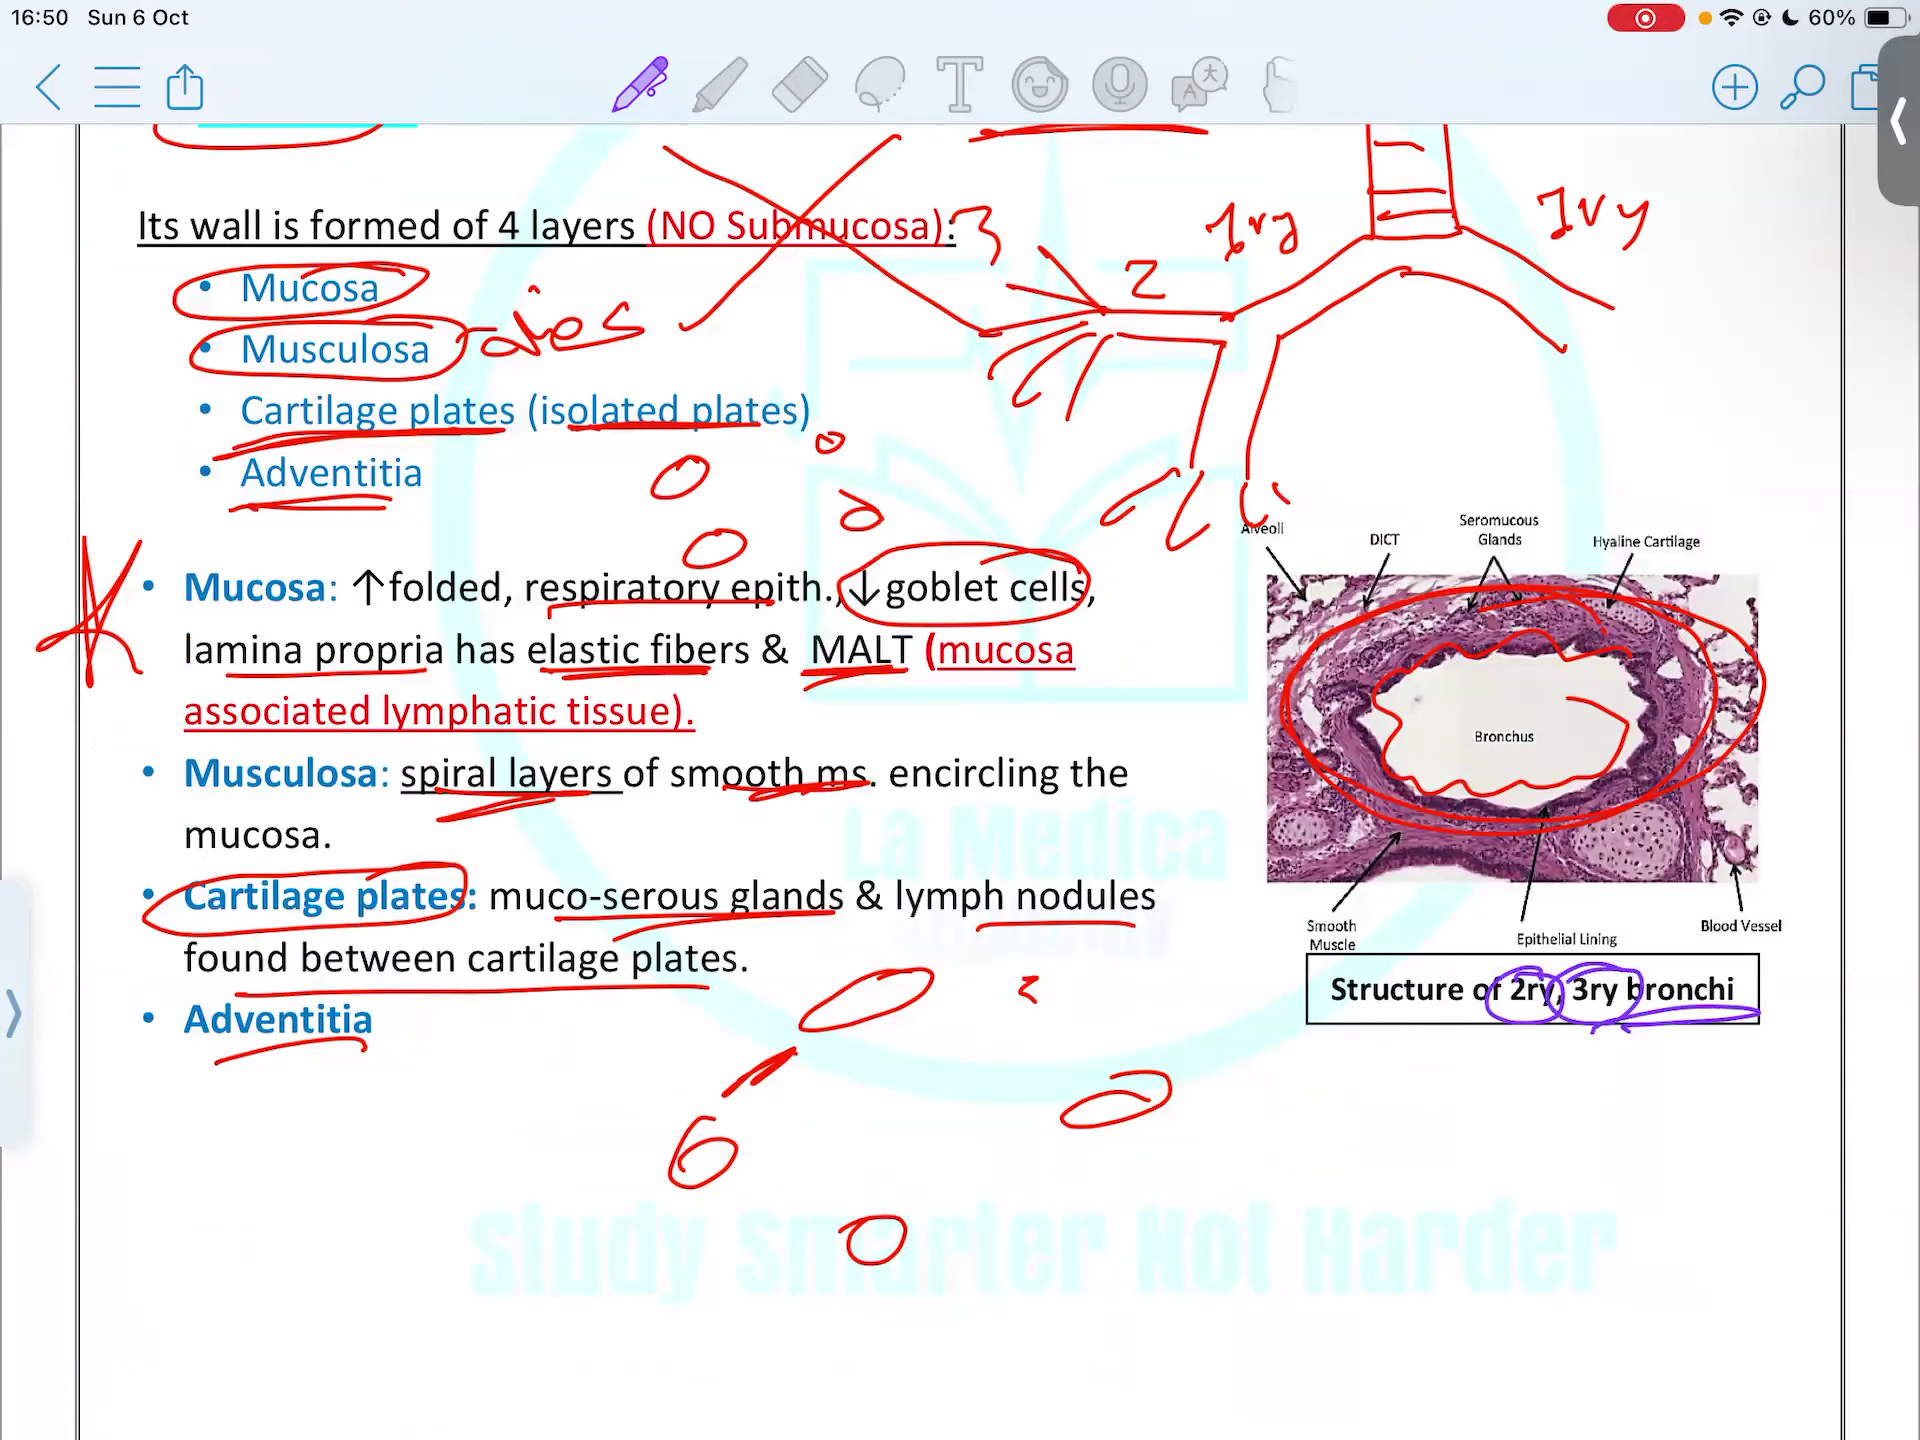 16:50 Sun 6 Oct
60%
Its wall is formed of 4 layers (NO Submucosa):
3
1ry
1ry
2
• Mucosa
• Musculosa
• Cartilage plates (isolated plates)
• Adventitia
Alveoli
DICT
Seromucous
Glands
Hyaline Cartilage
• Mucosa: ↑folded, respiratory epith., ↓goblet cells,
lamina propria has elastic fibers & MALT (mucosa
associated lymphatic tissue).
Bronchus
• Musculosa: spiral layers of smooth ms. encircling the
mucosa.
La Medica
• Cartilage plates: muco-serous glands & lymph nodules
found between cartilage plates.
Smooth
Muscle
Epithelial Lining
Blood Vessel
Structure of 2ry, 3ry bronchi
• Adventitia
Study Smarter Not Harder